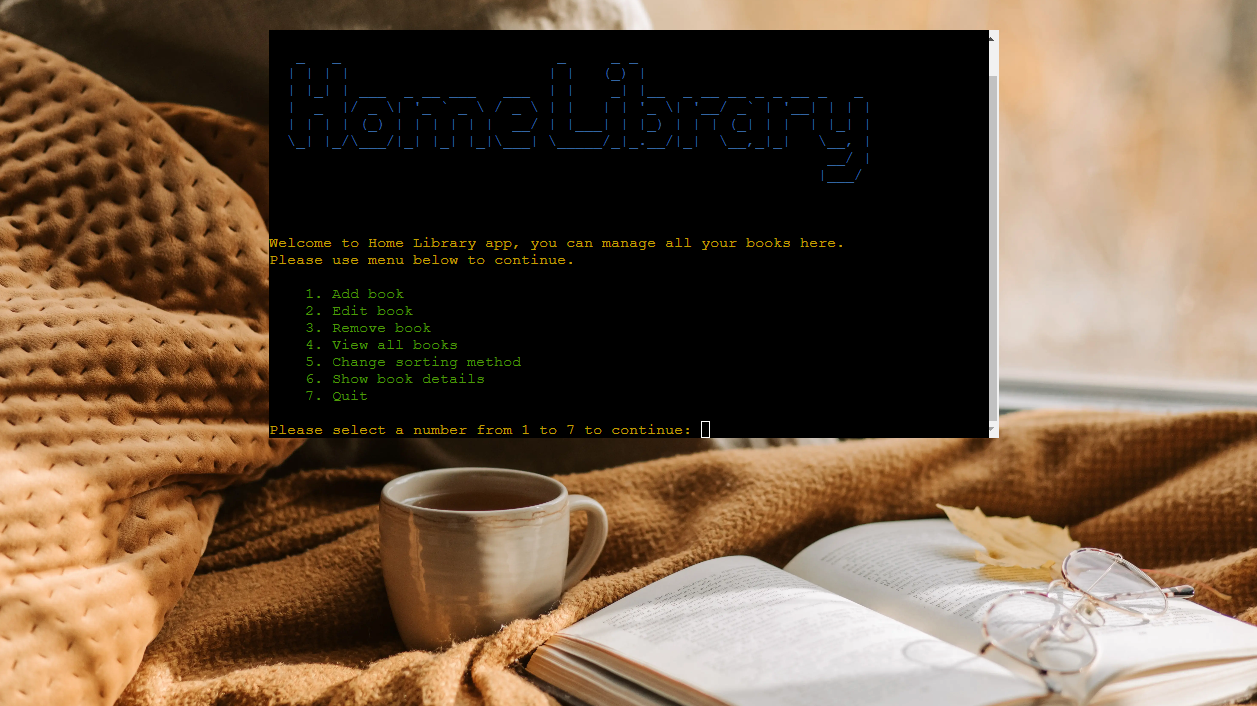 HomeLibrary
Welcome to Home Library app, you can manage all your books here.
Please use menu below to continue.
1. Add book
2. Edit book
3. Remove book
4. View all books
5. Change sorting method
6. Show book details
7. Quit
Please select a number from 1 to 7 to continue: